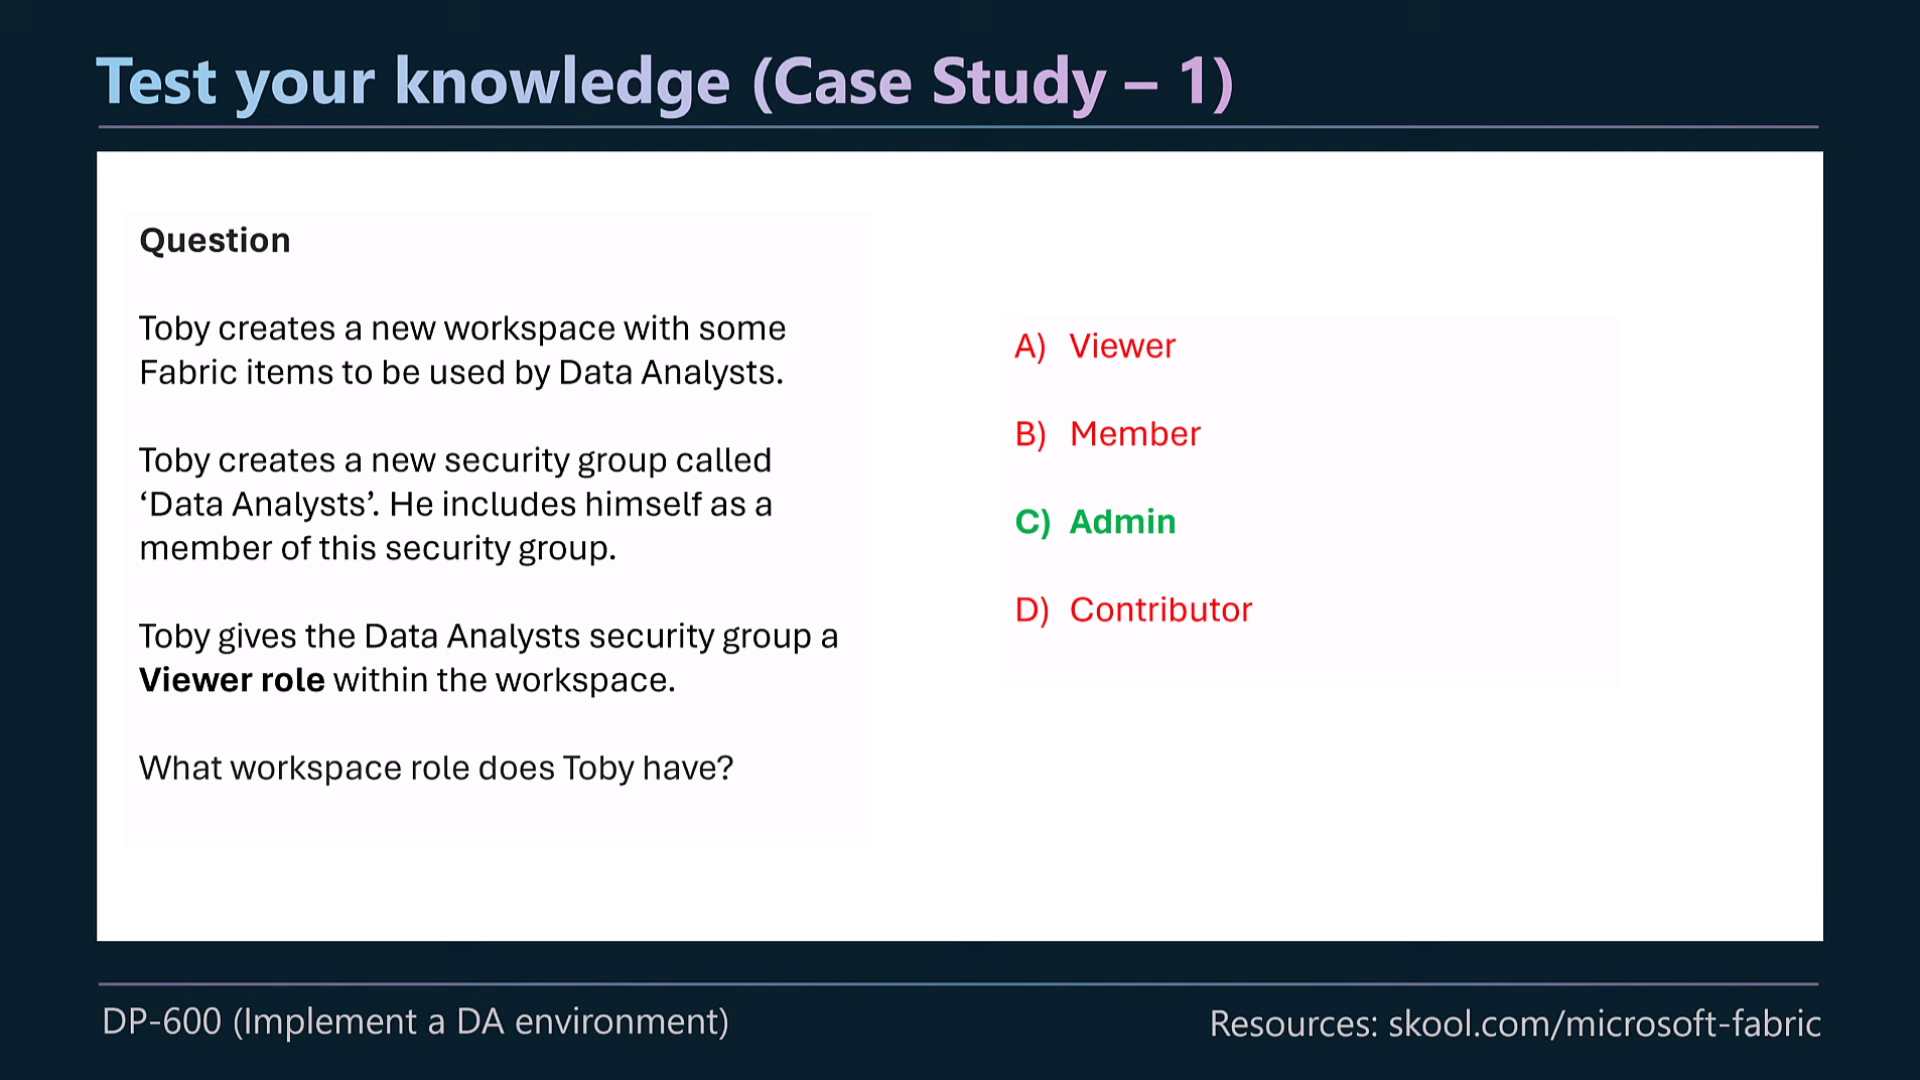 Test your knowledge (Case Study – 1)
Question
Toby creates a new workspace with some
Fabric items to be used by Data Analysts.
Toby creates a new security group called
‘Data Analysts’. He includes himself as a
member of this security group.
Toby gives the Data Analysts security group a
Viewer role within the workspace.
What workspace role does Toby have?
A) Viewer
B) Member
C) Admin
D) Contributor
DP-600 (Implement a DA environment)
Resources: skool.com/microsoft-fabric